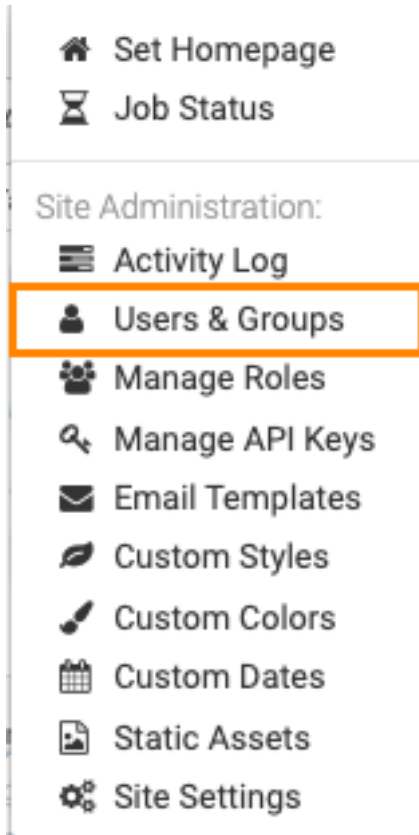 Set Homepage
Job Status
Site Administration:
Activity Log
Users & Groups
Manage Roles
Manage API Keys
Email Templates
Custom Styles
Custom Colors
Custom Dates
Static Assets
Site Settings